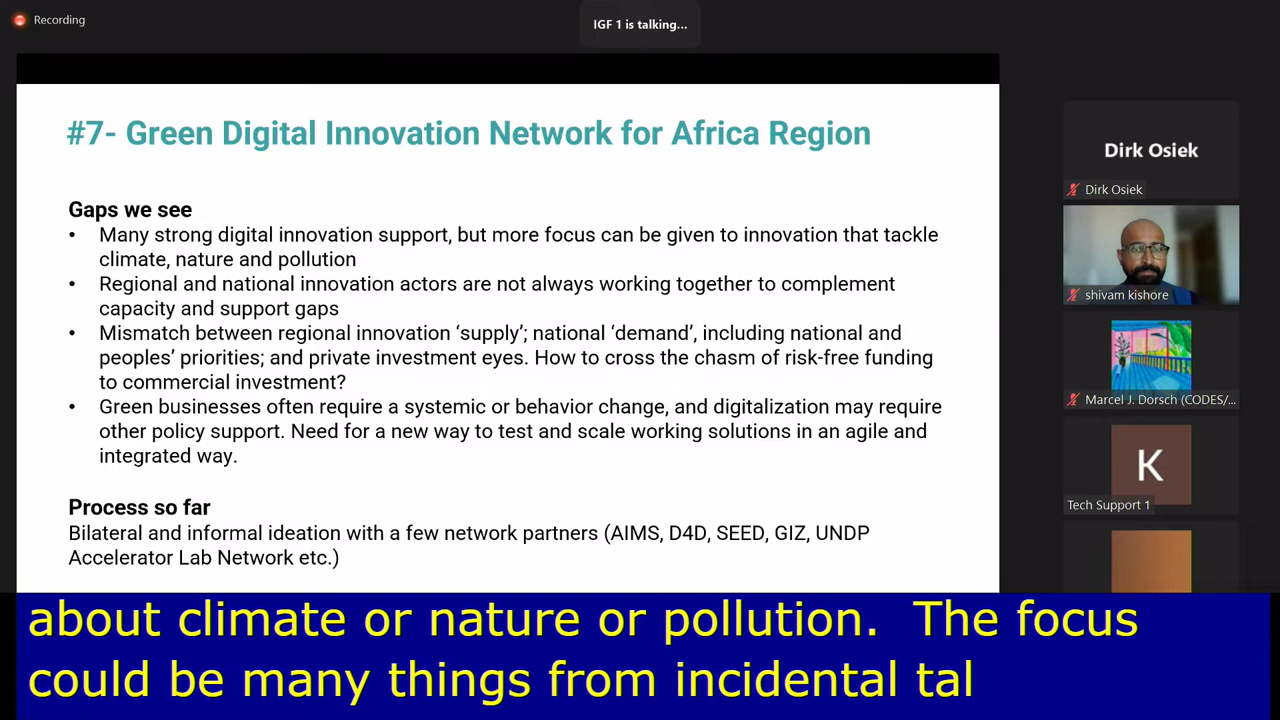 Recording
IGF 1 is talking...
#7- Green Digital Innovation Network for Africa Region
Gaps we see
• Many strong digital innovation support, but more focus can be given to innovation that tackle
climate, nature and pollution
• Regional and national innovation actors are not always working together to complement
capacity and support gaps
• Mismatch between regional innovation ‘supply’; national ‘demand’, including national and
peoples’ priorities; and private investment eyes. How to cross the chasm of risk-free funding
to commercial investment?
• Green businesses often require a systemic or behavior change, and digitalization may require
other policy support. Need for a new way to test and scale working solutions in an agile and
integrated way.
Process so far
Bilateral and informal ideation with a few network partners (AIMS, D4D, SEED, GIZ, UNDP
Accelerator Lab Network etc.)
Dirk Osiek
Dirk Osiek
shivam kishore
Marcel J. Dorsch (CODES/...
K
Tech Support 1
about climate or nature or pollution.  The focus
could be many things from incidental tal